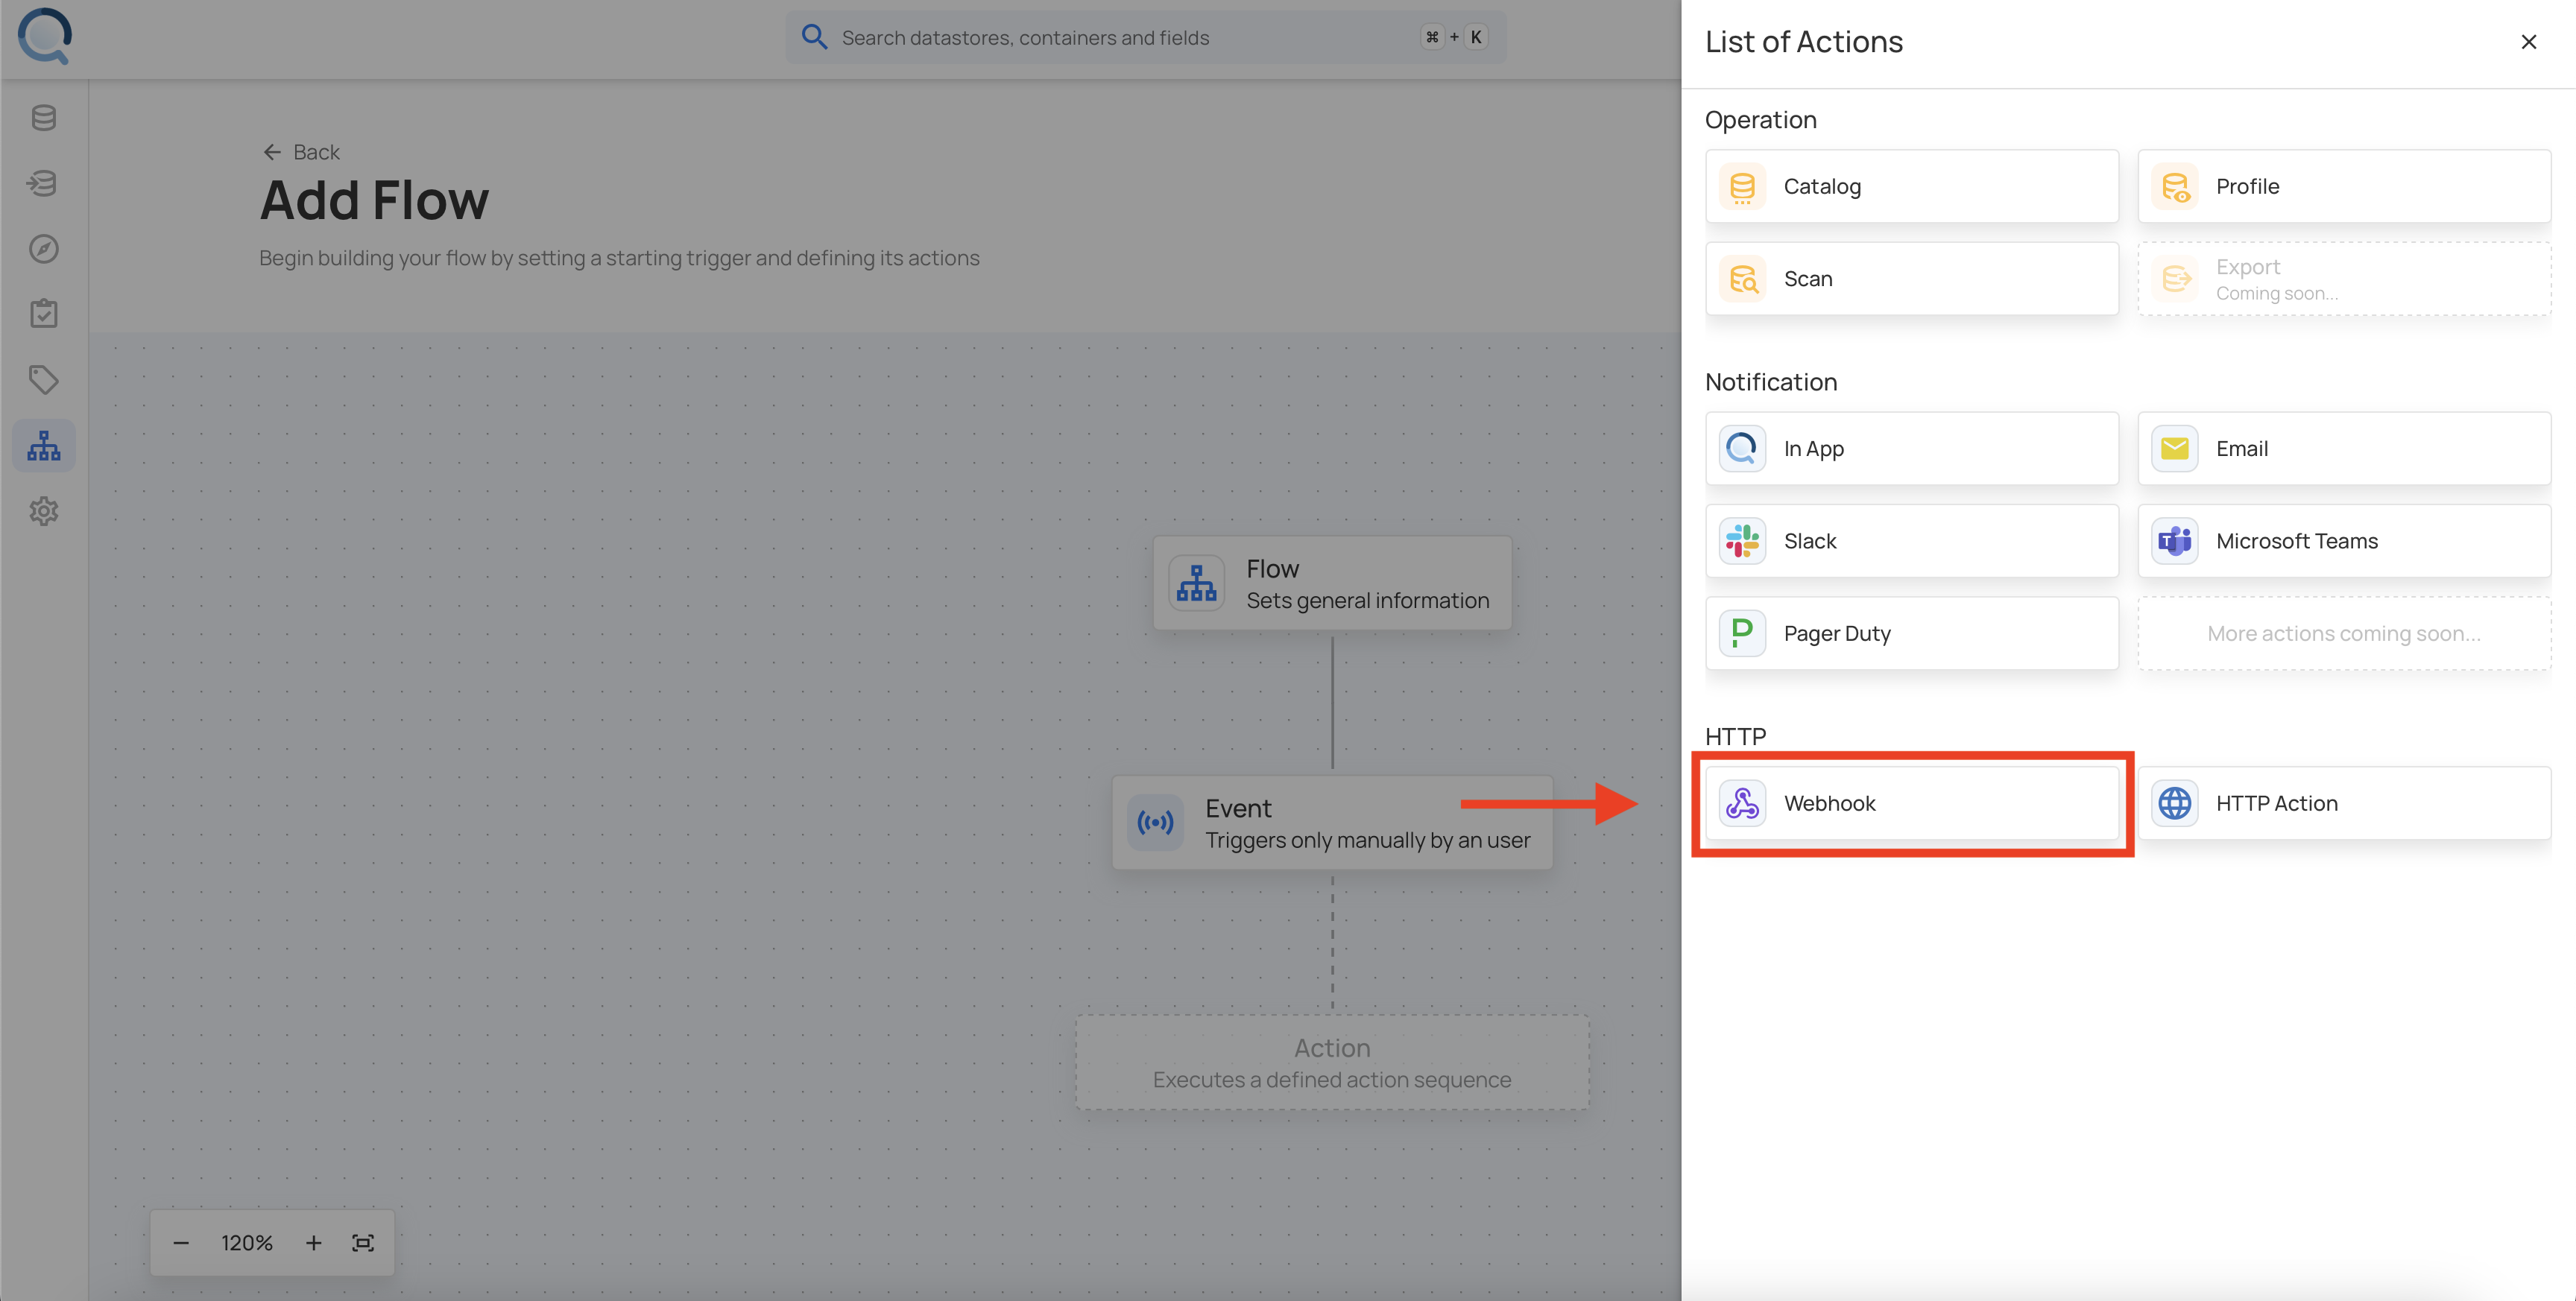 Search datastores, containers and fields
⌘ + K
Back
Add Flow
Begin building your flow by setting a starting trigger and defining its actions
Flow
Sets general information
Event
Triggers only manually by an user
Action
Executes a defined action sequence
120%
List of Actions
Operation
Catalog
Profile
Scan
Export
Coming soon...
Notification
In App
Email
Slack
Microsoft Teams
Pager Duty
More actions coming soon...
HTTP
Webhook
HTTP Action